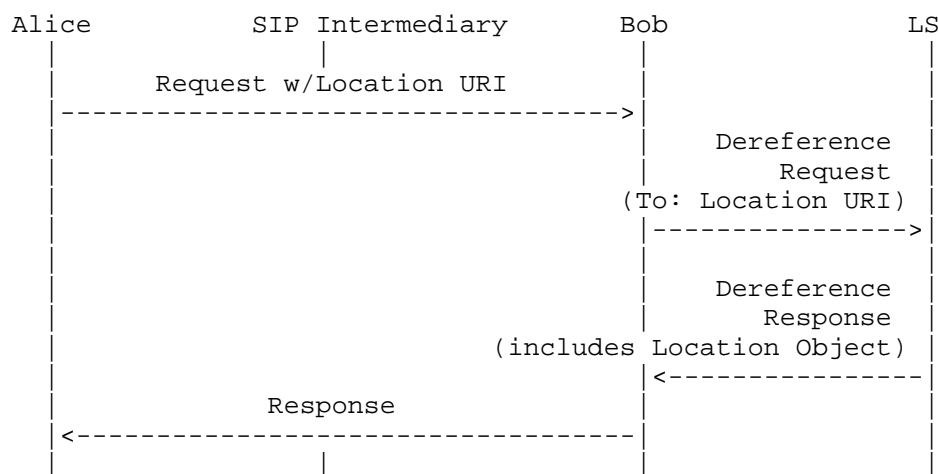 Alice SIP Intermediary Bob LS
Request w/Location URI
Dereference
Request
(To: Location URI)
Dereference
Response
(includes Location Object)
Response